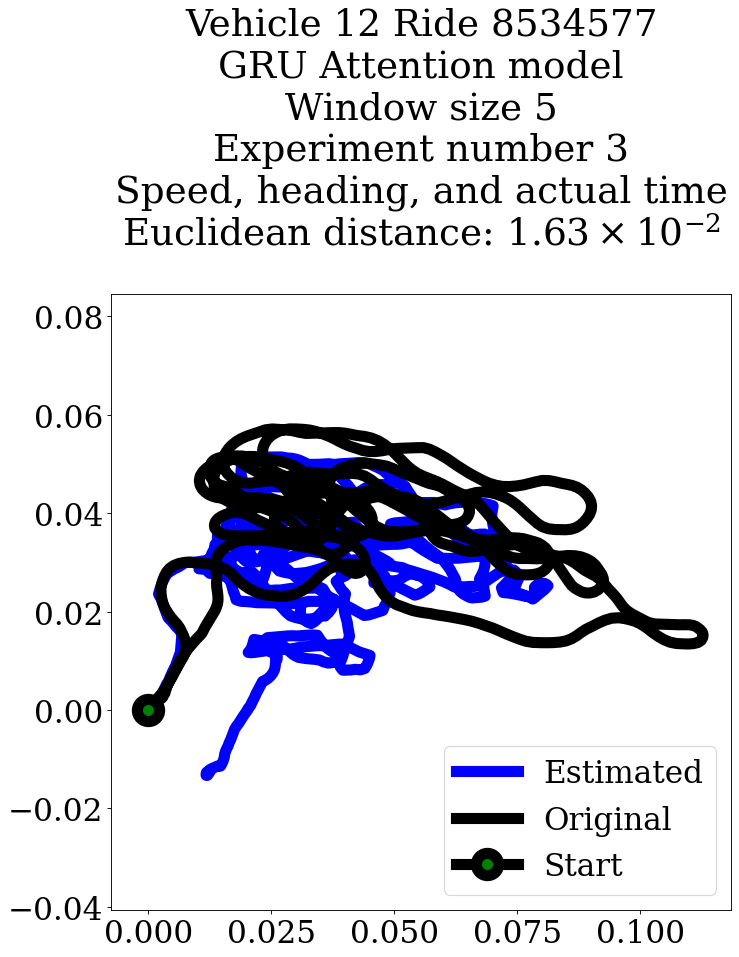 Vehicle 12 Ride 8534577
GRU Attention model
Window size 5
Experiment number 3
Speed, heading, and actual time
Euclidean distance: 1.63 × 10⁻²
0.08
0.06
0.04
0.02
0.00
−0.02
−0.04
0.000 0.025 0.050 0.075 0.100
Estimated
Original
Start